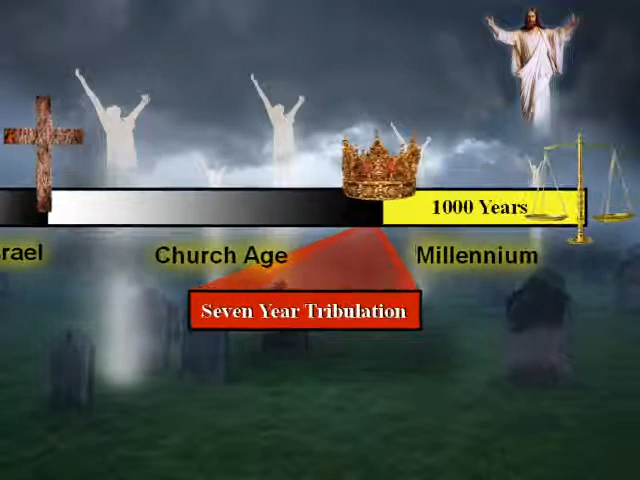 1000 Years
rael
Church Age
Millennium
Seven Year Tribulation